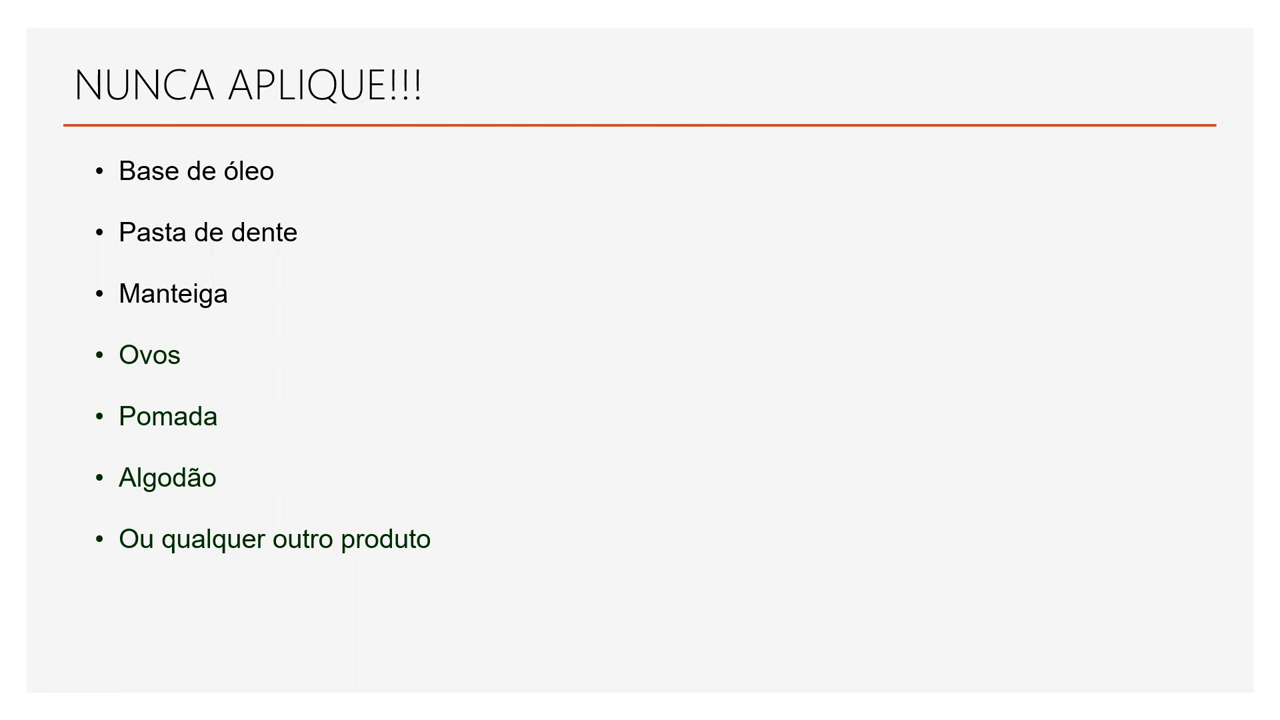 NUNCA APLIQUE!!!
• Base de óleo
• Pasta de dente
• Manteiga
• Ovos
• Pomada
• Algodão
• Ou qualquer outro produto